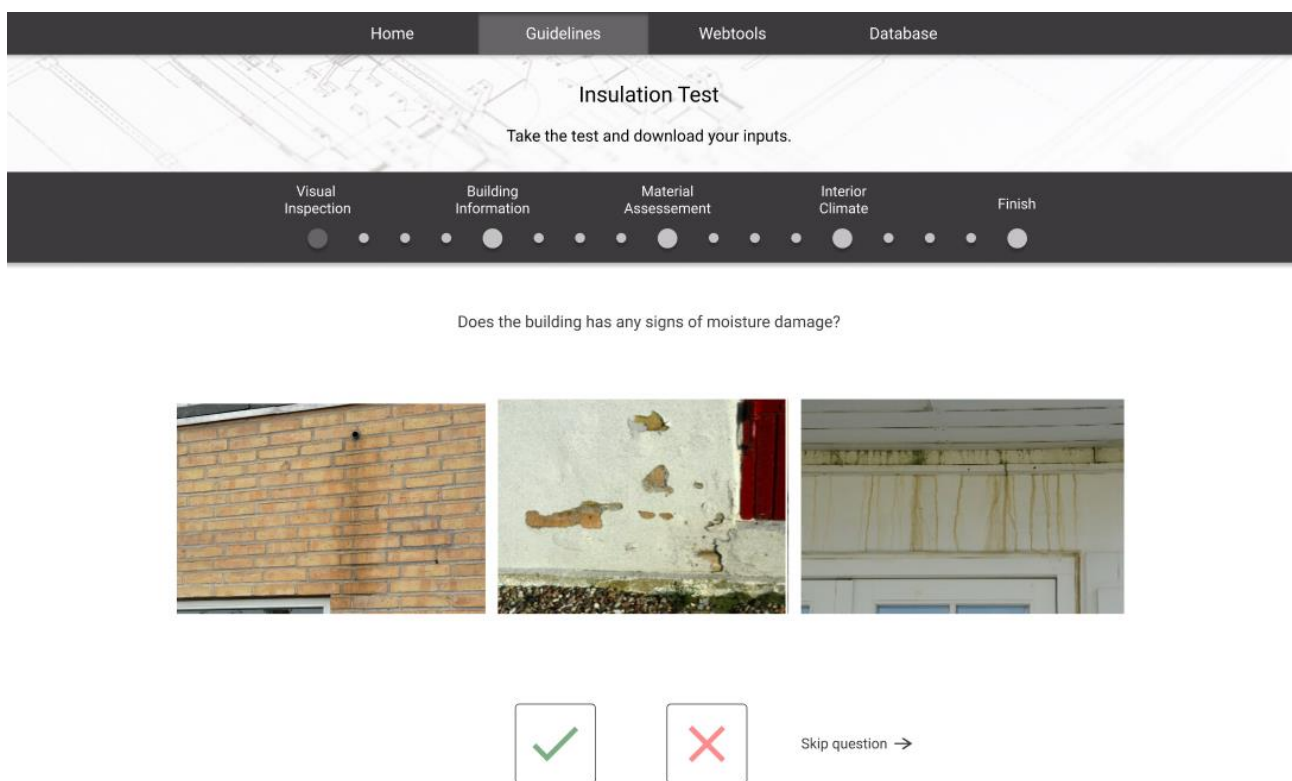 Home Guidelines Webtools Database
Insulation Test
Take the test and download your inputs.
Visual
Inspection
Building
Information
Material
Assessement
Interior
Climate
Finish
Does the building has any signs of moisture damage?
Skip question →